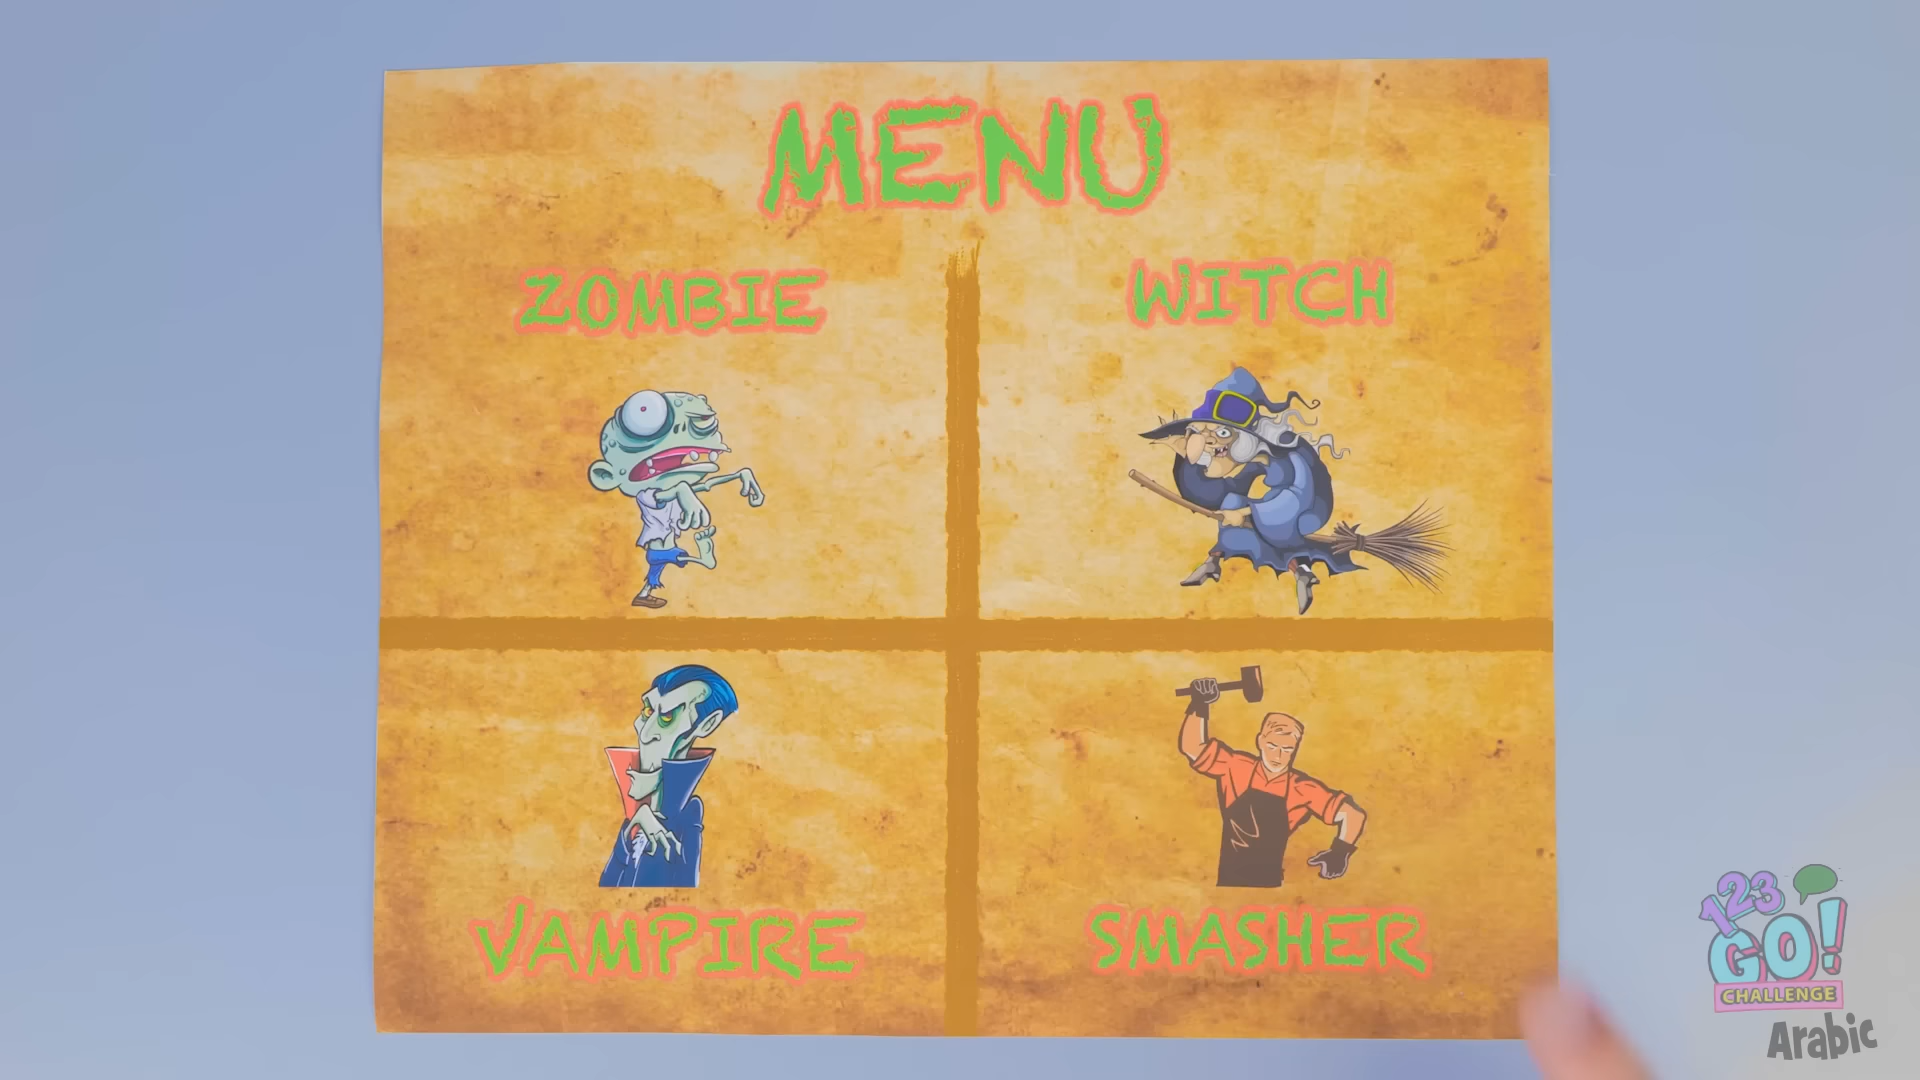 MENU
ZOMBIE
WITCH
VAMPIRE
SMASHER
123
GO!
CHALLENGE
Arabic